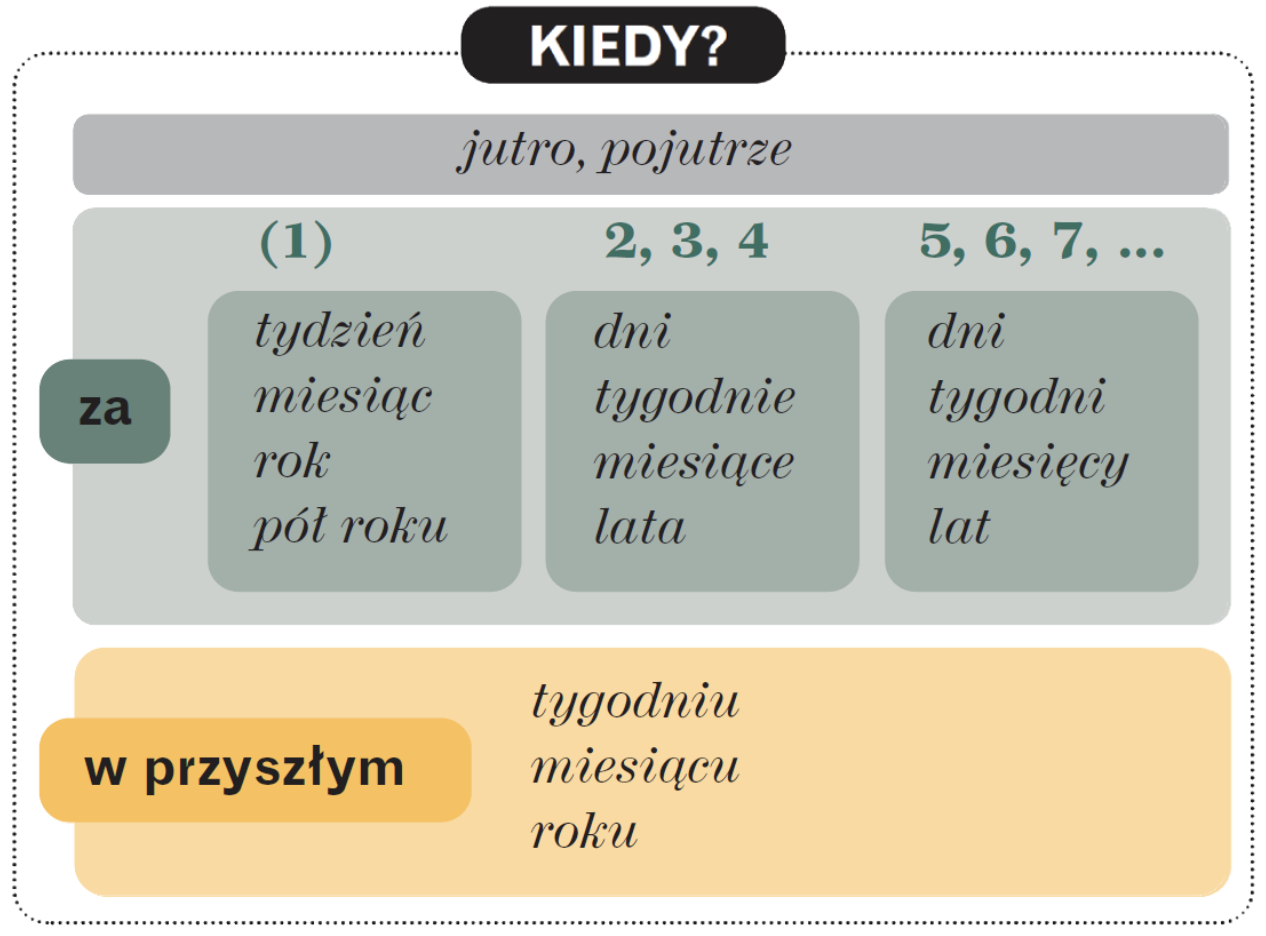 KIEDY?
jutro, pojutrze
(1)
2, 3, 4
5, 6, 7, ...
za
tydzień
miesiąc
rok
pół roku
dni
tygodnie
miesiące
lata
dni
tygodni
miesięcy
lat
w przyszłym
tygodniu
miesiącu
roku